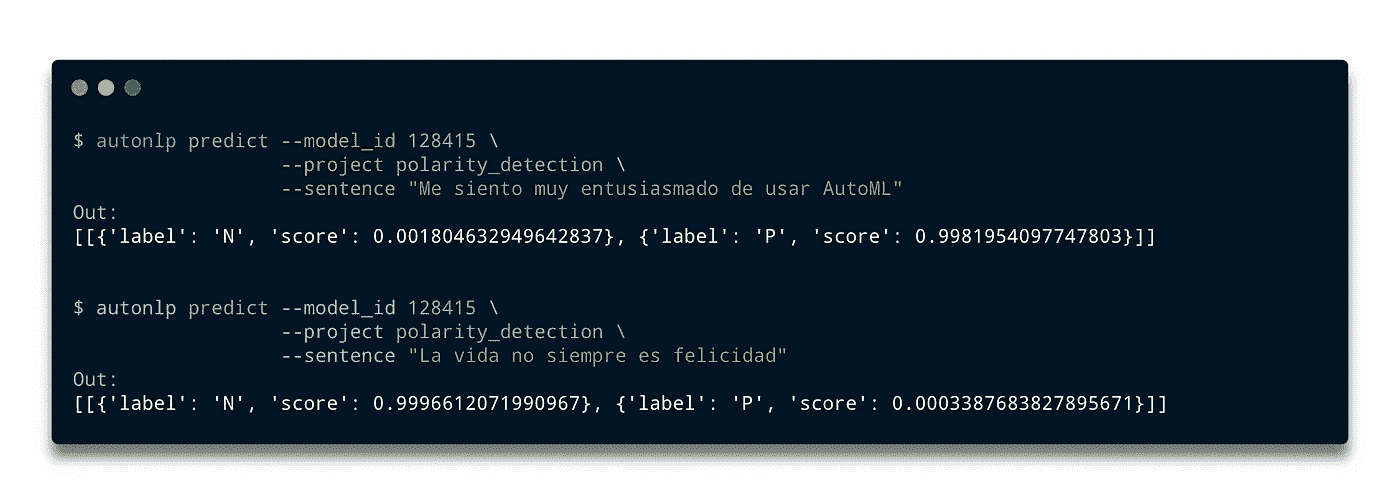 $ autonlp predict --model_id 128415 \
--project polarity_detection \
--sentence "Me siento muy entusiasmado de usar AutoML"
Out:
[[{'label': 'N', 'score': 0.001804632949642837}, {'label': 'P', 'score': 0.9981954097747803}]]
$ autonlp predict --model_id 128415 \
--project polarity_detection \
--sentence "La vida no siempre es felicidad"
Out:
[[{'label': 'N', 'score': 0.9996612071990967}, {'label': 'P', 'score': 0.0003387683827895671}]]